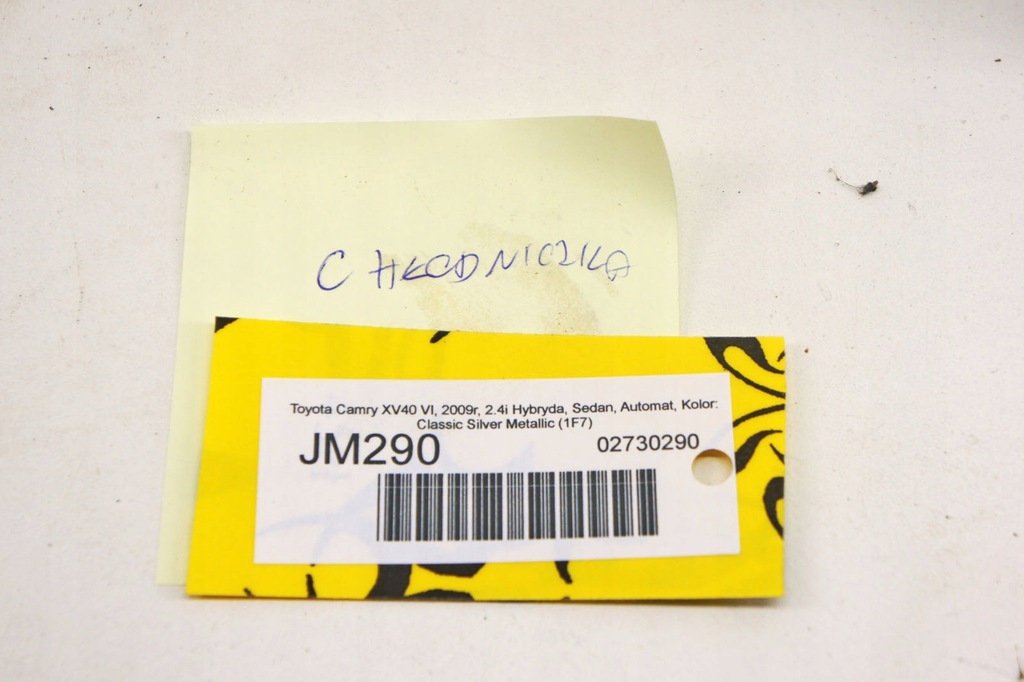 CHŁODNICZKA
Toyota Camry XV40 VI, 2009r, 2.4i Hybryda, Sedan, Automat, Kolor:
Classic Silver Metallic (1F7)
JM290 02730290